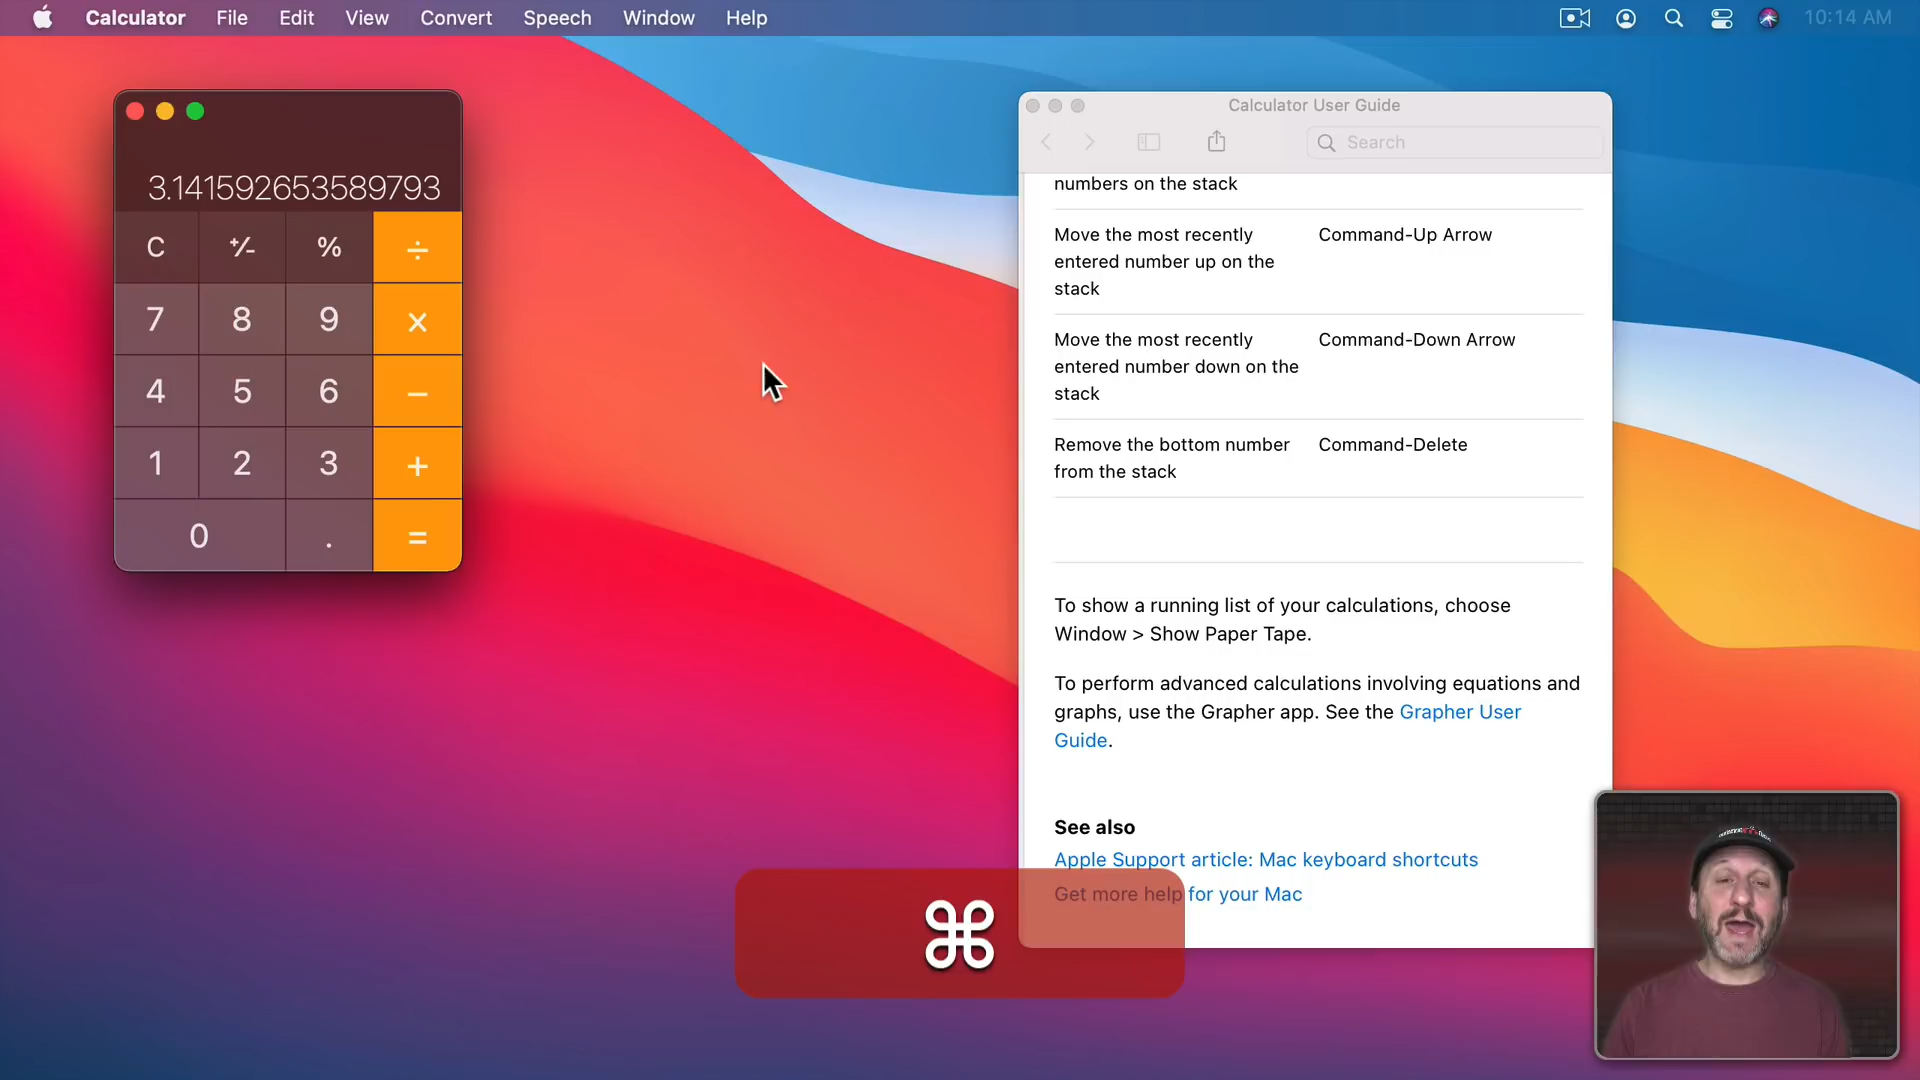 Calculator File Edit View Convert Speech Window Help 10:14 AM
3.141592653589793
C +/- % ÷
7 8 9 ×
4 5 6 −
1 2 3 +
0 . =
Calculator User Guide
Search
numbers on the stack
Move the most recently
entered number up on the
stack
Command-Up Arrow
Move the most recently
entered number down on the
stack
Command-Down Arrow
Remove the bottom number
from the stack
Command-Delete
To show a running list of your calculations, choose
Window > Show Paper Tape.
To perform advanced calculations involving equations and
graphs, use the Grapher app. See the Grapher User
Guide.
See also
Apple Support article: Mac keyboard shortcuts
Get more help for your Mac
⌘